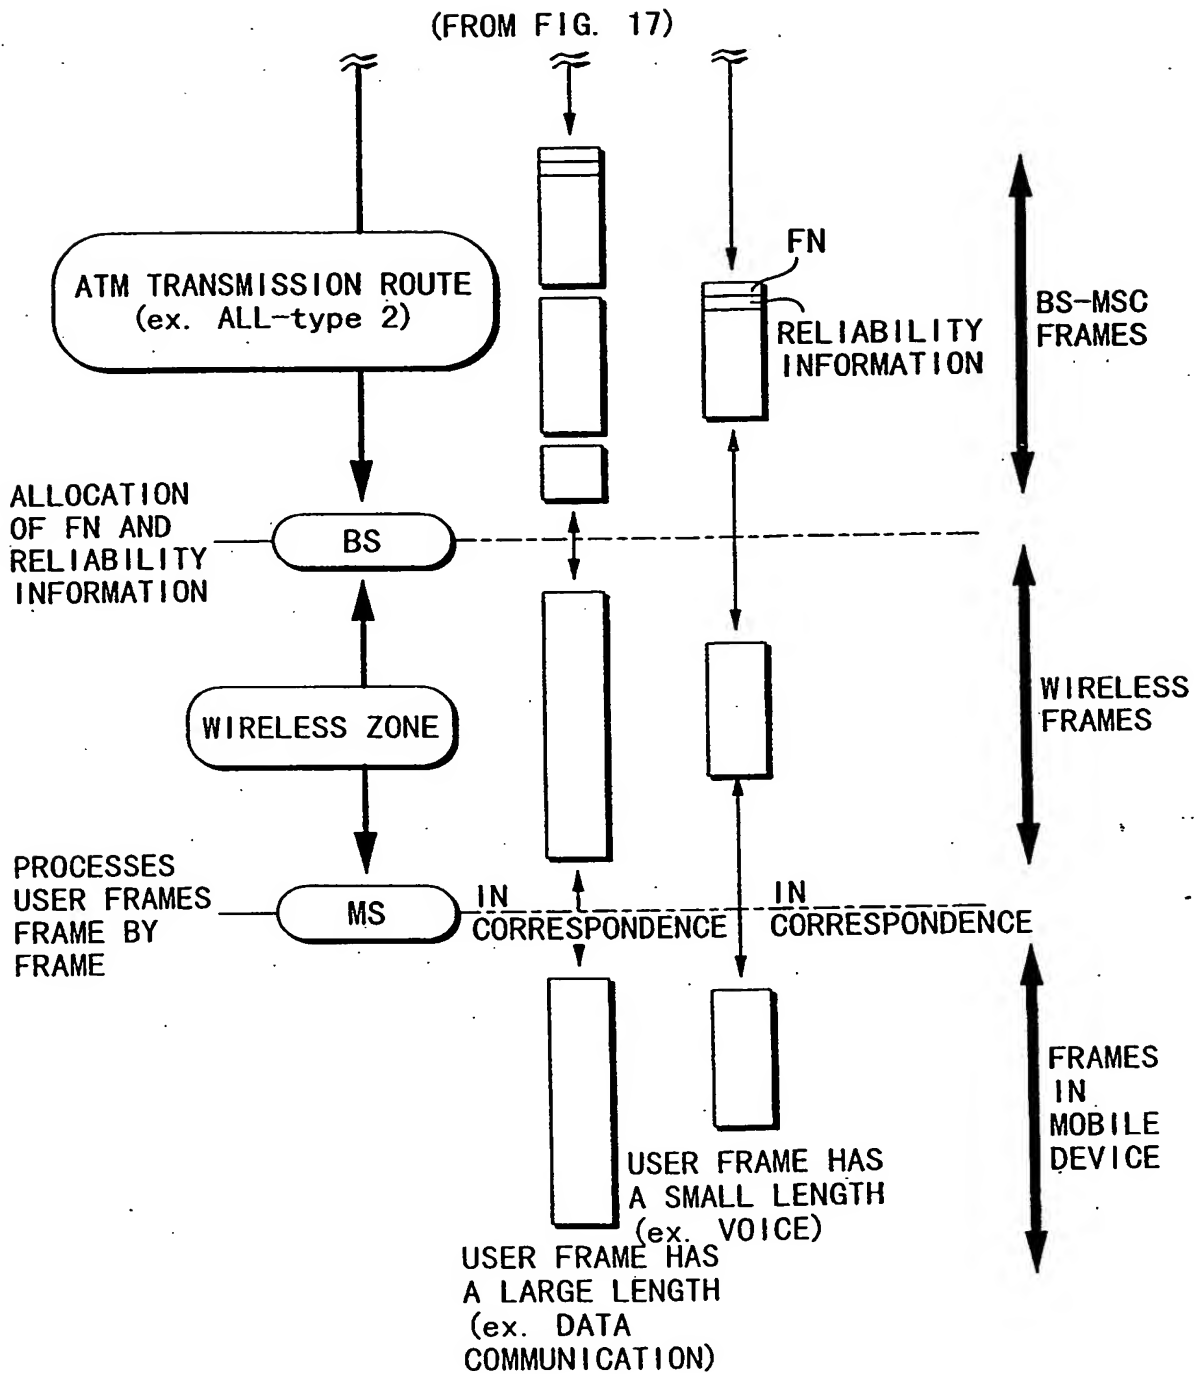 (FROM FIG. 17)
ATM TRANSMISSION ROUTE
(ex. ALL-type 2)
FN
RELIABILITY
INFORMATION
BS-MSC
FRAMES
ALLOCATION
OF FN AND
RELIABILITY
INFORMATION
BS
WIRELESS ZONE
WIRELESS
FRAMES
PROCESSES
USER FRAMES
FRAME BY
FRAME
MS
IN
CORRESPONDENCE
IN
CORRESPONDENCE
FRAMES
IN
MOBILE
DEVICE
USER FRAME HAS
A SMALL LENGTH
(ex. VOICE)
USER FRAME HAS
A LARGE LENGTH
(ex. DATA
COMMUNICATION)